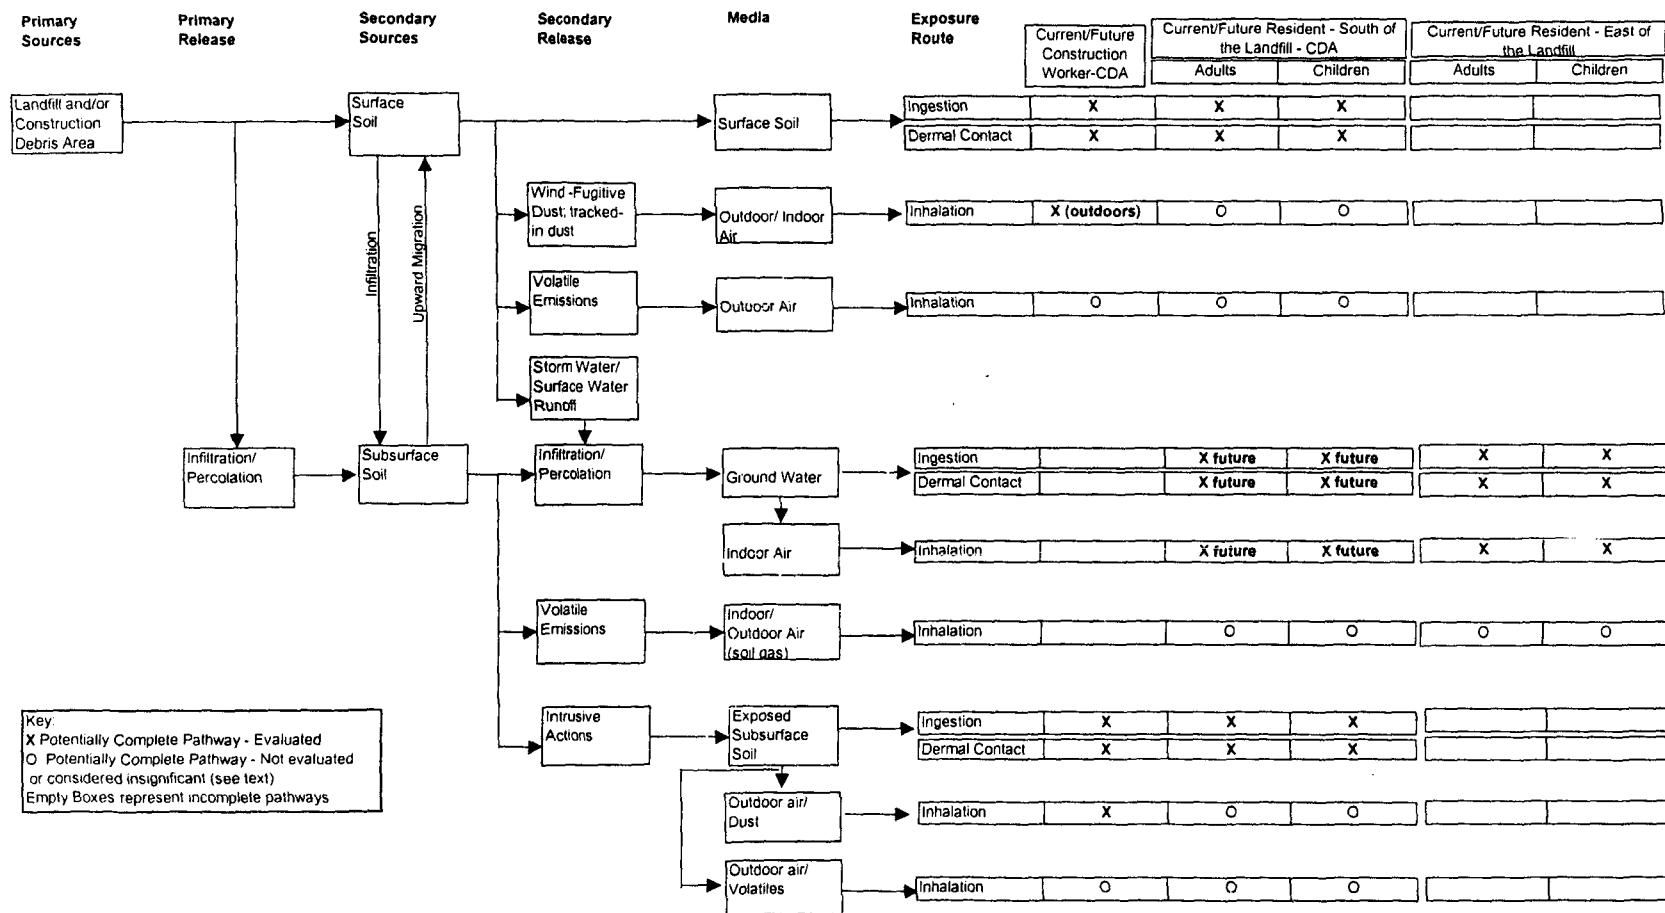 Primary Sources
Primary Release
Secondary Sources
Secondary Release
Media
Exposure Route
Current/Future Construction Worker-CDA
Current/Future Resident - South of the Landfill - CDA
Adults
Children
Current/Future Resident - East of the Landfill
Adults
Children
Landfill and/or
Construction
Debris Area
Surface
Soil
Surface Soil
Ingestion X X X
Dermal Contact X X X
Infiltration
Upward Migration
Wind -Fugitive
Dust; tracked-
in dust
Outdoor/ Indoor
Air
Inhalation X (outdoors) O O
Volatile
Emissions
Outdoor Air
Inhalation O O O
Storm Water/
Surface Water
Runoff
Infiltration/
Percolation
Subsurface
Soil
Infiltration/
Percolation
Ground Water
Ingestion X future X future X X
Dermal Contact X future X future X X
Indoor Air
Inhalation X future X future X X
Volatile
Emissions
Indoor/
Outdoor Air
(soil gas)
Inhalation O O O O
Intrusive
Actions
Exposed
Subsurface
Soil
Ingestion X X X
Dermal Contact X X X
Outdoor air/
Dust
Inhalation X O O
Outdoor air/
Volatiles
Inhalation O O O
Key:
X Potentially Complete Pathway - Evaluated
O Potentially Complete Pathway - Not evaluated
or considered insignificant (see text)
Empty Boxes represent incomplete pathways